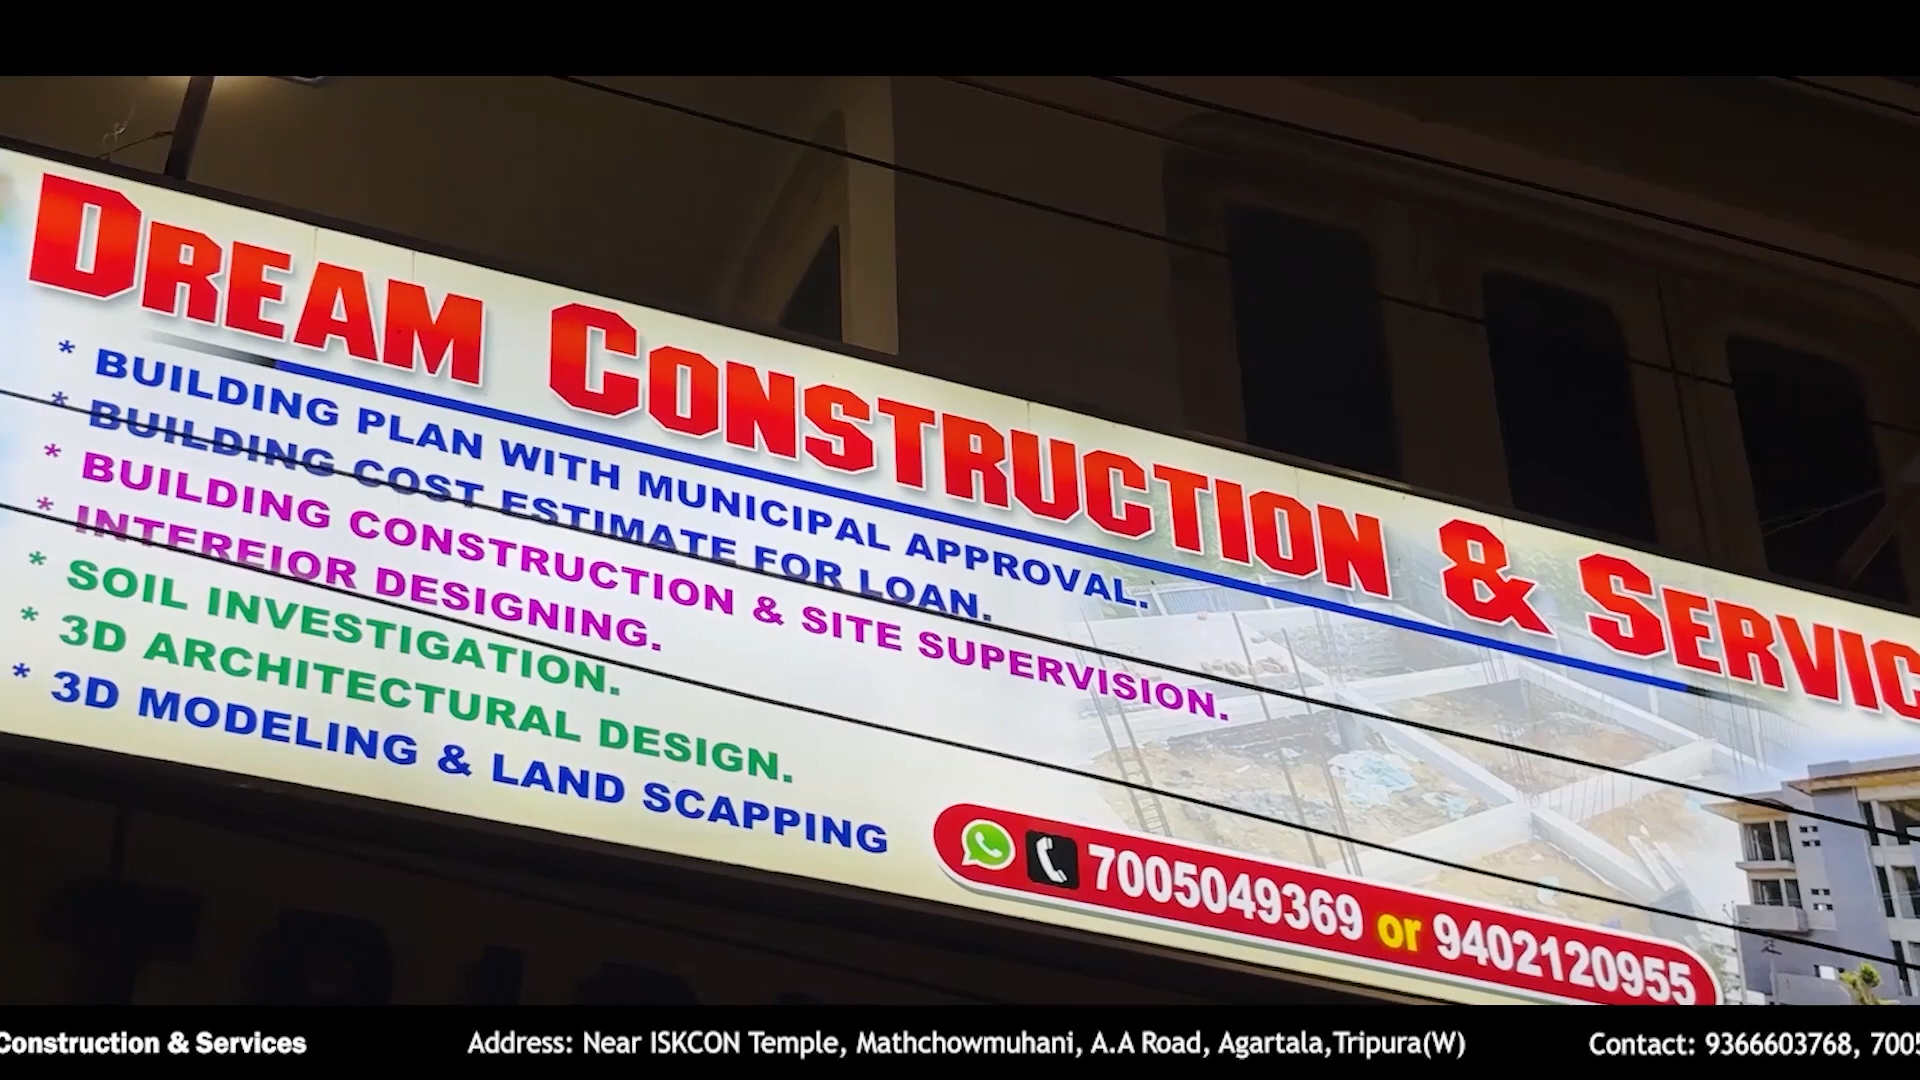 DREAM CONSTRUCTION & SERVIC
* BUILDING PLAN WITH MUNICIPAL APPROVAL.
* BUILDING COST ESTIMATE FOR LOAN.
* BUILDING CONSTRUCTION & SITE SUPERVISION.
* INTEREIOR DESIGNING.
* SOIL INVESTIGATION.
* 3D ARCHITECTURAL DESIGN.
* 3D MODELING & LAND SCAPPING
7005049369 or 9402120955
Construction & Services Address: Near ISKCON Temple, Mathchowmuhani, A.A Road, Agartala,Tripura(W) Contact: 9366603768, 7005